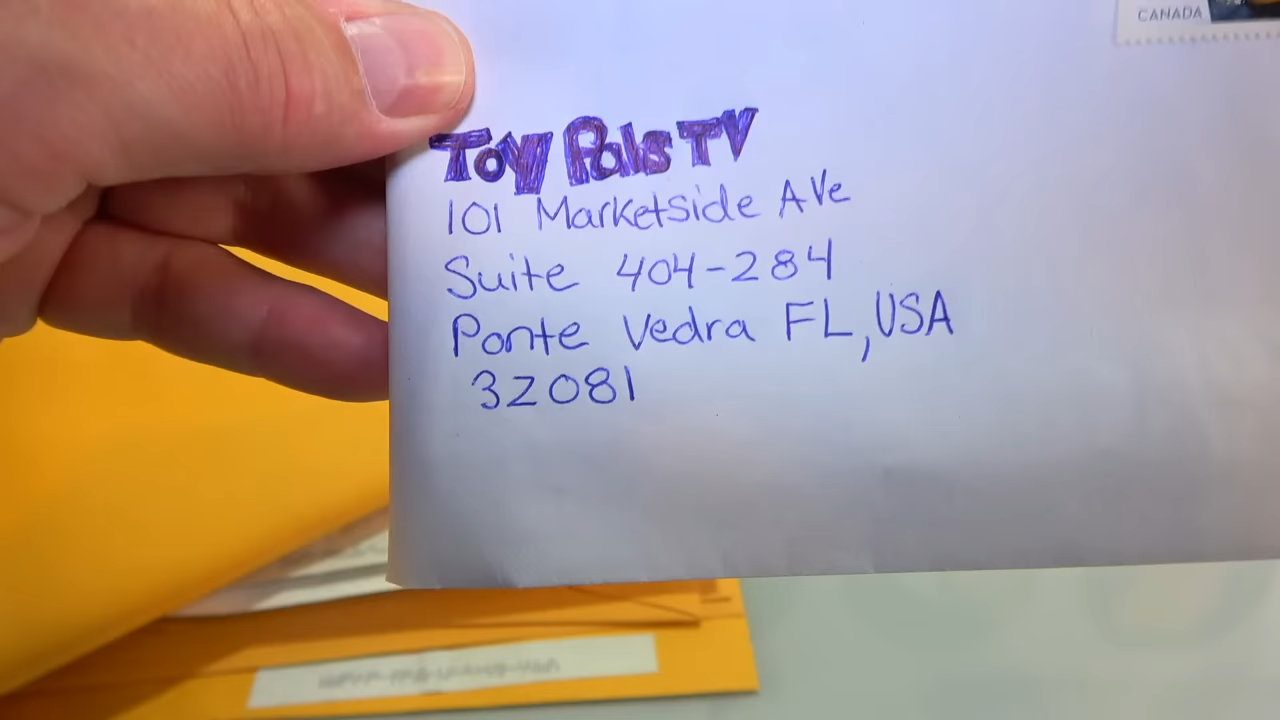 CANADA
Toy Pals TV
101 Marketside Ave
Suite 404-284
Ponte Vedra FL, USA
32081